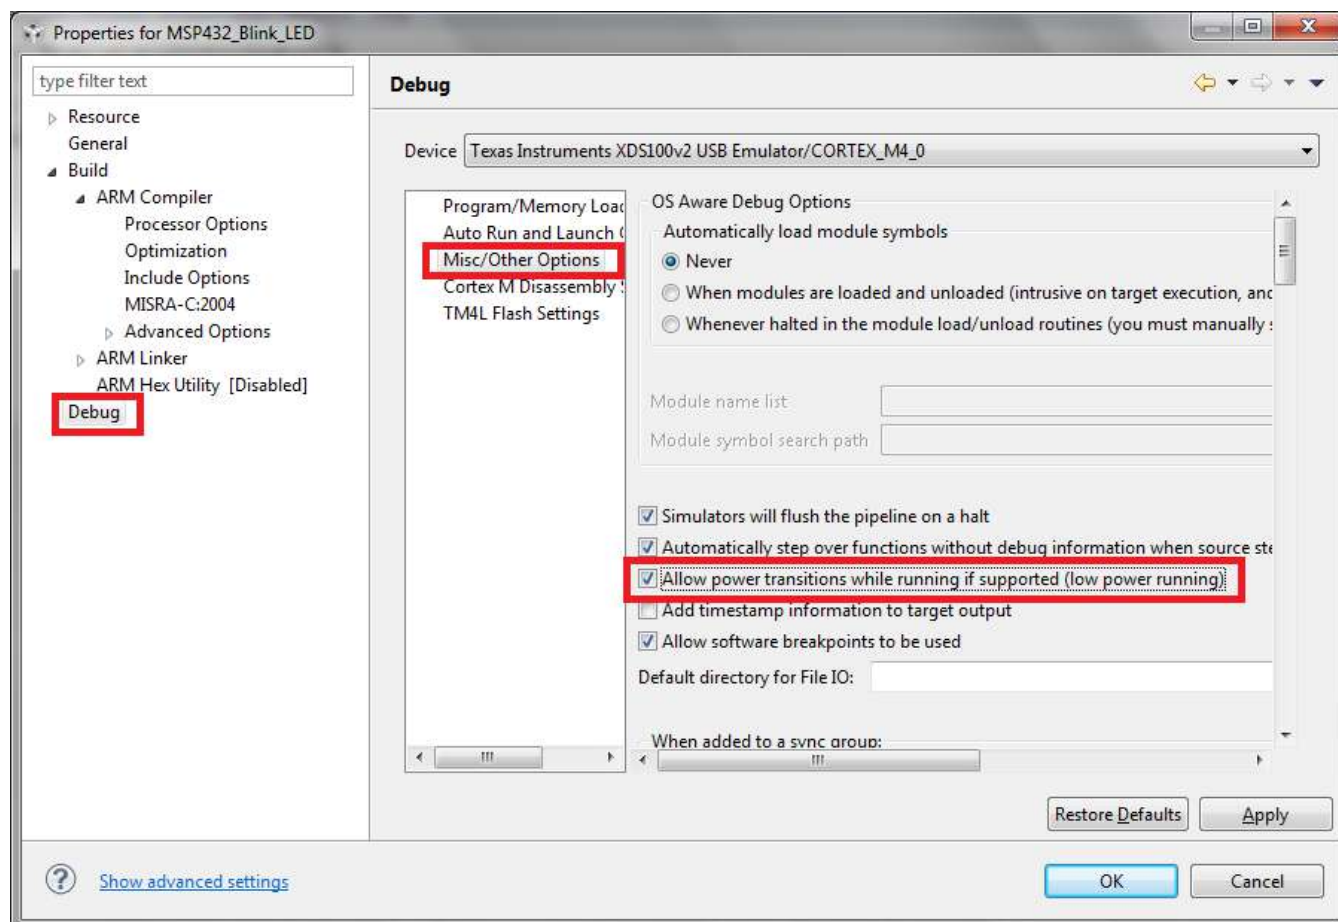 Properties for MSP432_Blink_LED
type filter text
Resource
General
Build
ARM Compiler
Processor Options
Optimization
Include Options
MISRA-C:2004
Advanced Options
ARM Linker
ARM Hex Utility [Disabled]
Debug
Debug
Device Texas Instruments XDS100v2 USB Emulator/CORTEX_M4_0
Program/Memory Load
Auto Run and Launch
Misc/Other Options
Cortex M Disassembly
TM4L Flash Settings
OS Aware Debug Options
Automatically load module symbols
Never
When modules are loaded and unloaded (intrusive on target execution, and
Whenever halted in the module load/unload routines (you must manually
Module name list
Module symbol search path
Simulators will flush the pipeline on a halt
Automatically step over functions without debug information when source ste
Allow power transitions while running if supported (low power running)
Add timestamp information to target output
Allow software breakpoints to be used
Default directory for File IO:
When added to a sync group:
Restore Defaults
Apply
? Show advanced settings
OK
Cancel